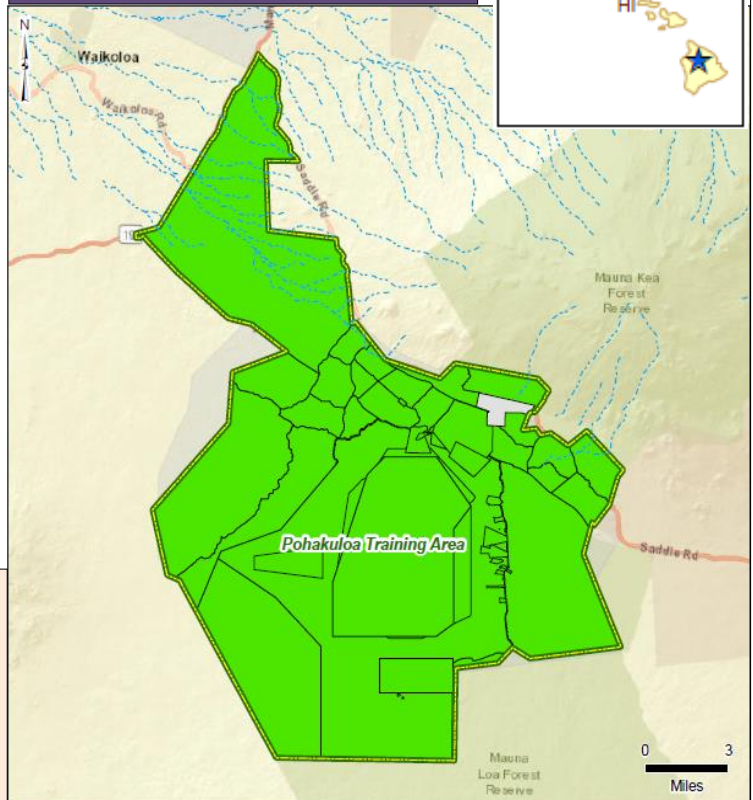 HI
N
Waikoloa
Waikoloa Rd
Saddle Rd
19
Mauna Kea
Forest
Reserve
Pohakuloa Training Area
Saddle Rd
0 3
Miles
Mauna
Loa Forest
Reserve